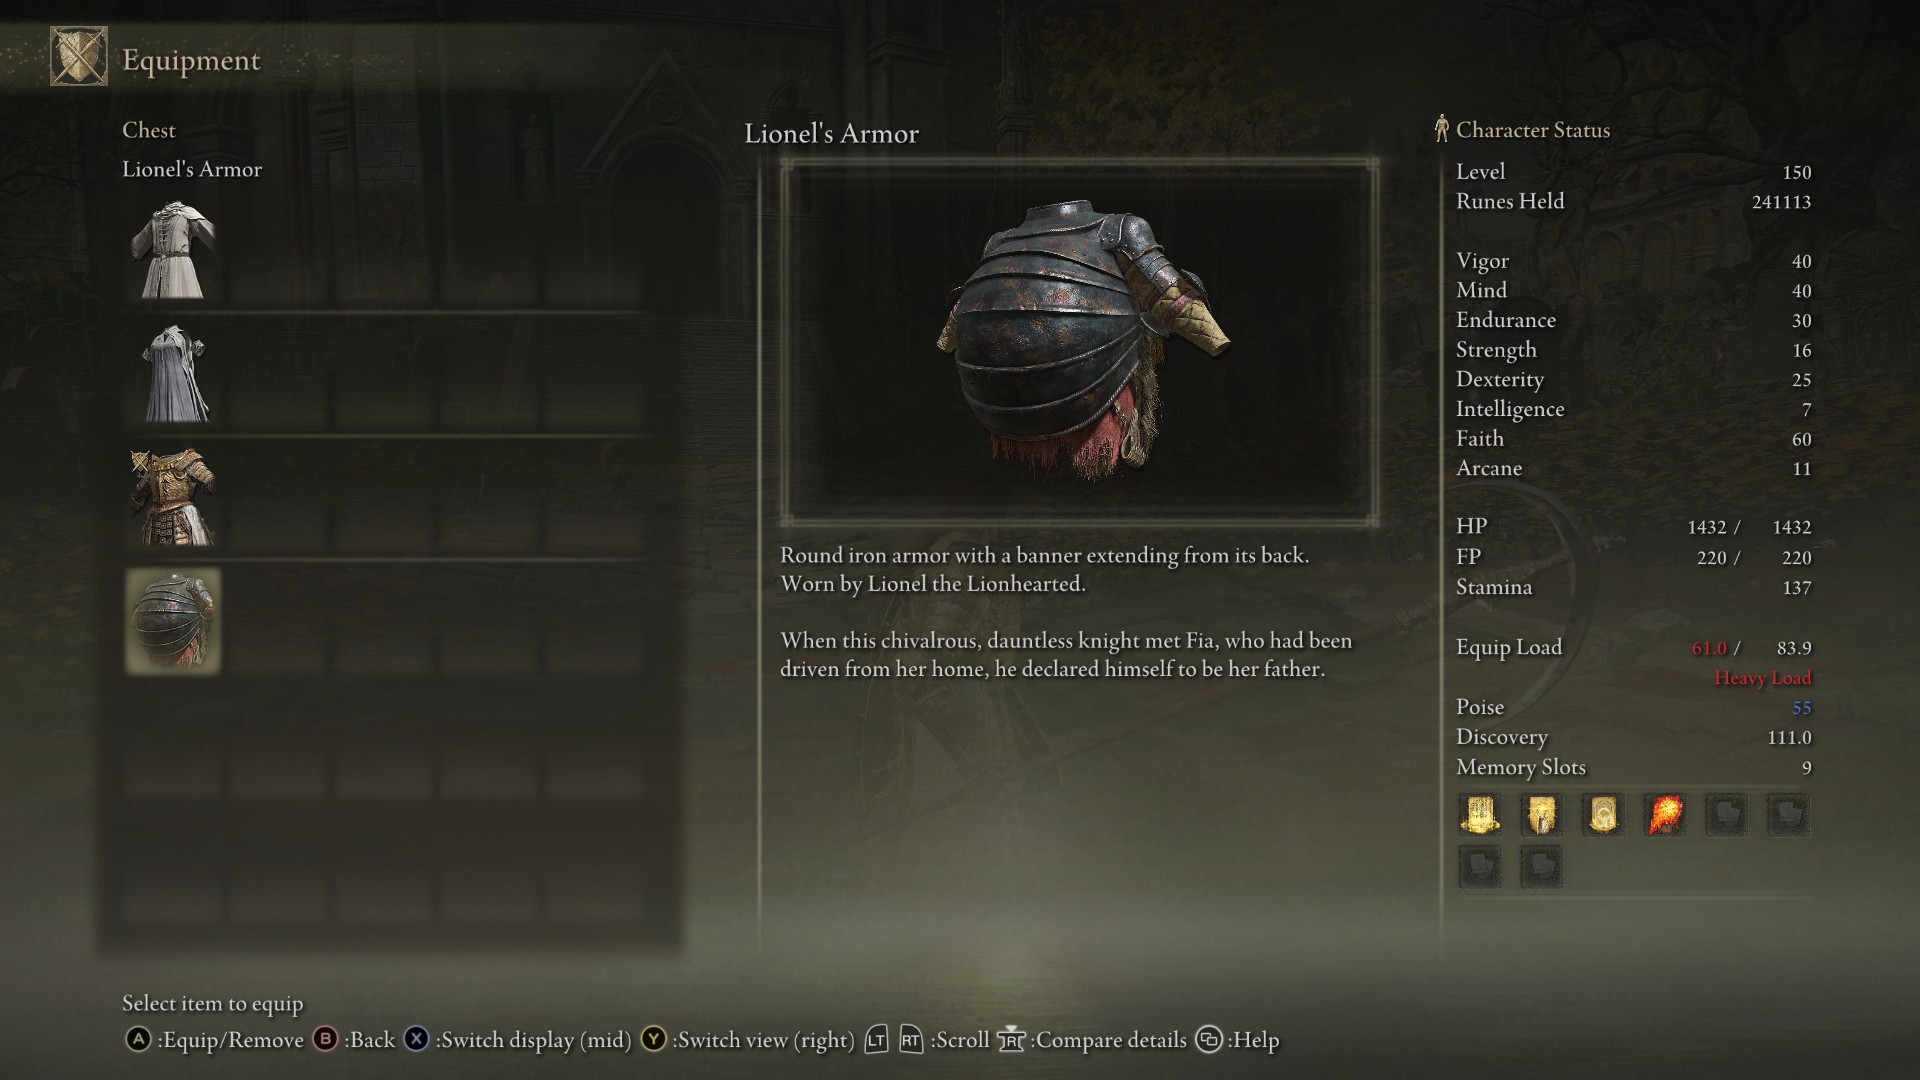 Equipment
Chest
Lionel's Armor
Lionel's Armor
Round iron armor with a banner extending from its back.
Worn by Lionel the Lionhearted.
When this chivalrous, dauntless knight met Fia, who had been
driven from her home, he declared himself to be her father.
Character Status
Level 150
Runes Held 241113
Vigor 40
Mind 40
Endurance 30
Strength 16
Dexterity 25
Intelligence 7
Faith 60
Arcane 11
HP 1432 / 1432
FP 220 / 220
Stamina 137
Equip Load 61.0 / 83.9
Heavy Load
Poise 55
Discovery 111.0
Memory Slots 9
Select item to equip
A :Equip/Remove B :Back X :Switch display (mid) Y :Switch view (right) LT RT :Scroll R :Compare details :Help